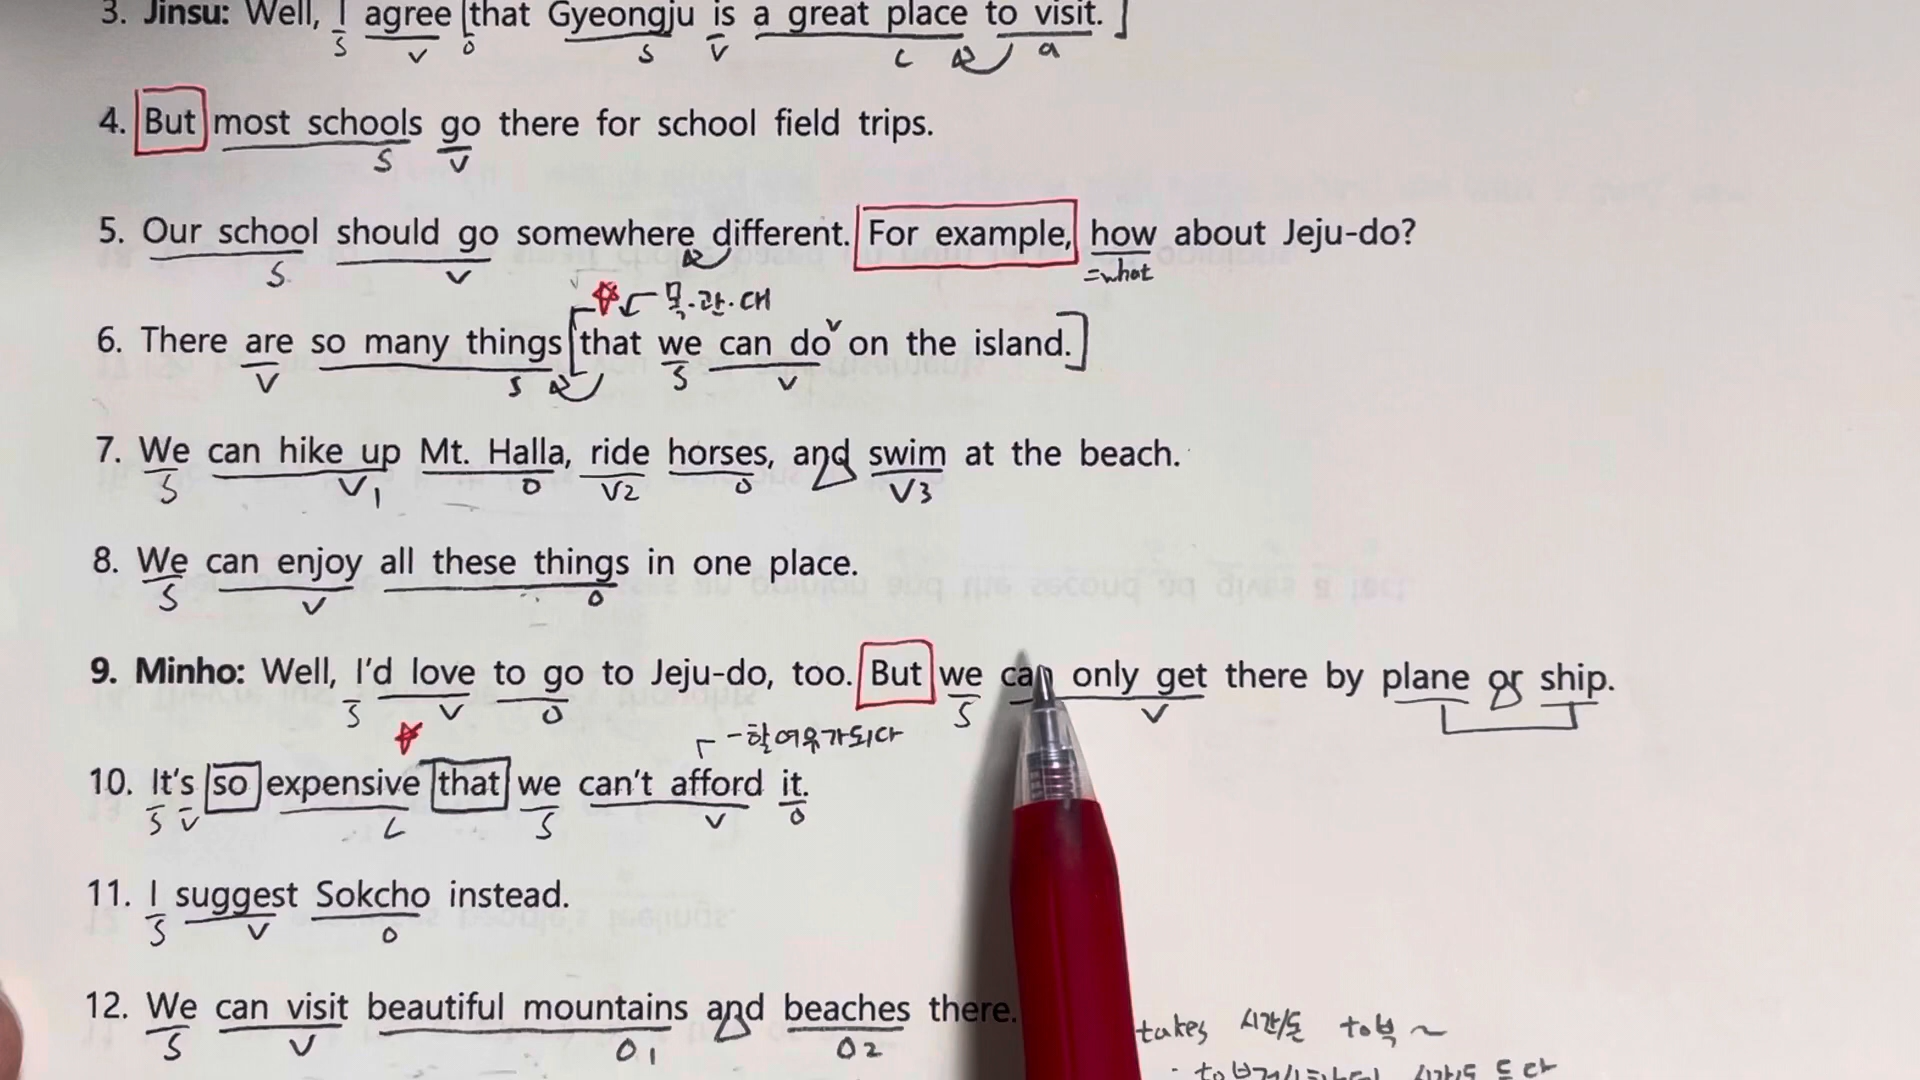 3. Jinsu: Well, I agree [that Gyeongju is a great place to visit.]
S V O S V C a
4. But most schools go there for school field trips.
S V
5. Our school should go somewhere different. For example, how about Jeju-do?
S V =what
목·관·대
6. There are so many things [that we can do on the island.]
V S S V
7. We can hike up Mt. Halla, ride horses, and swim at the beach.
S V1 O V2 O V3
8. We can enjoy all these things in one place.
S V O
9. Minho: Well, I'd love to go to Jeju-do, too. But we can only get there by plane or ship.
S V O S V
-할여유가되다
10. It's so expensive that we can't afford it.
S V C S V O
11. I suggest Sokcho instead.
S V O
12. We can visit beautiful mountains and beaches there.
S V O1 O2
takes 시간/돈 to부 ~